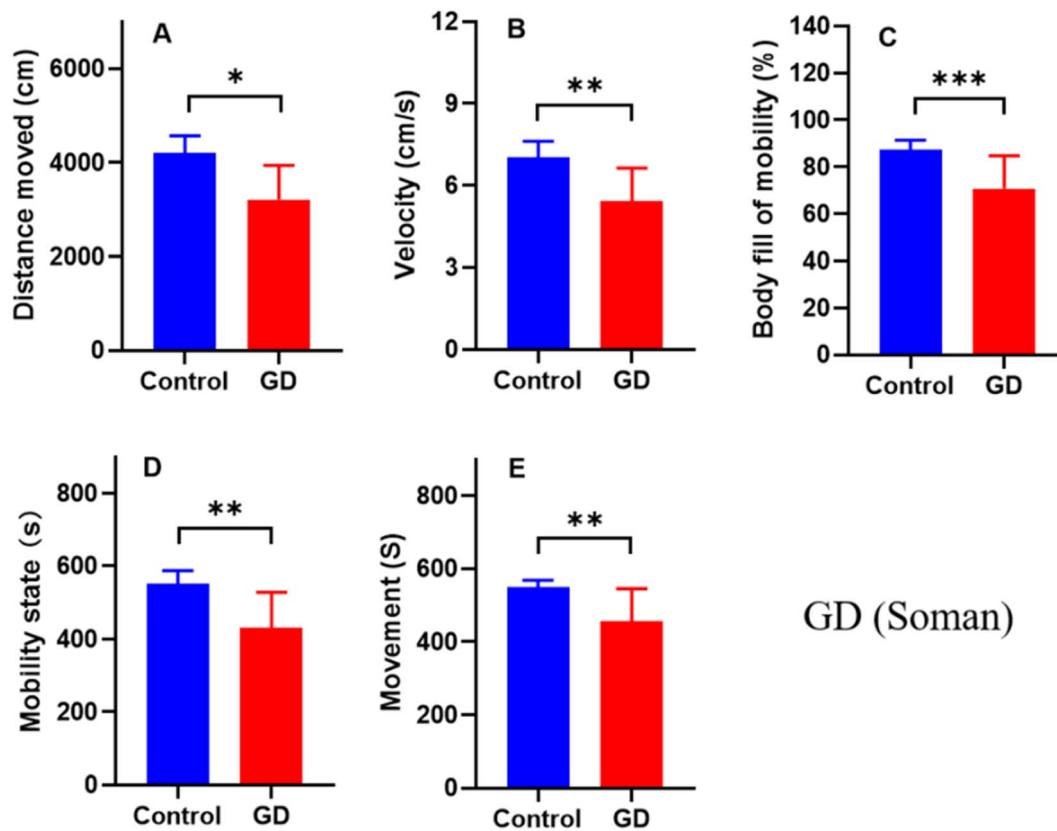 A
Distance moved (cm)
6000
4000
2000
0
*
Control
GD
B
Velocity (cm/s)
12
9
6
3
0
**
Control
GD
C
Body fill of mobility (%)
140
120
100
80
60
40
20
0
***
Control
GD
D
Mobility state（s）
800
600
400
200
0
**
Control
GD
E
Movement (S)
800
600
400
200
0
**
Control
GD
GD (Soman)